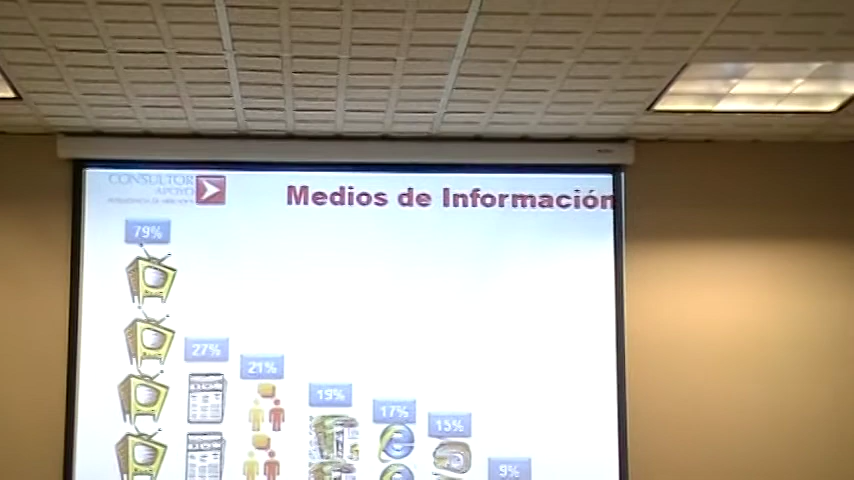 CONSULTOR
APOYO
Medios de Información
79%
27%
21%
19%
17%
15%
9%